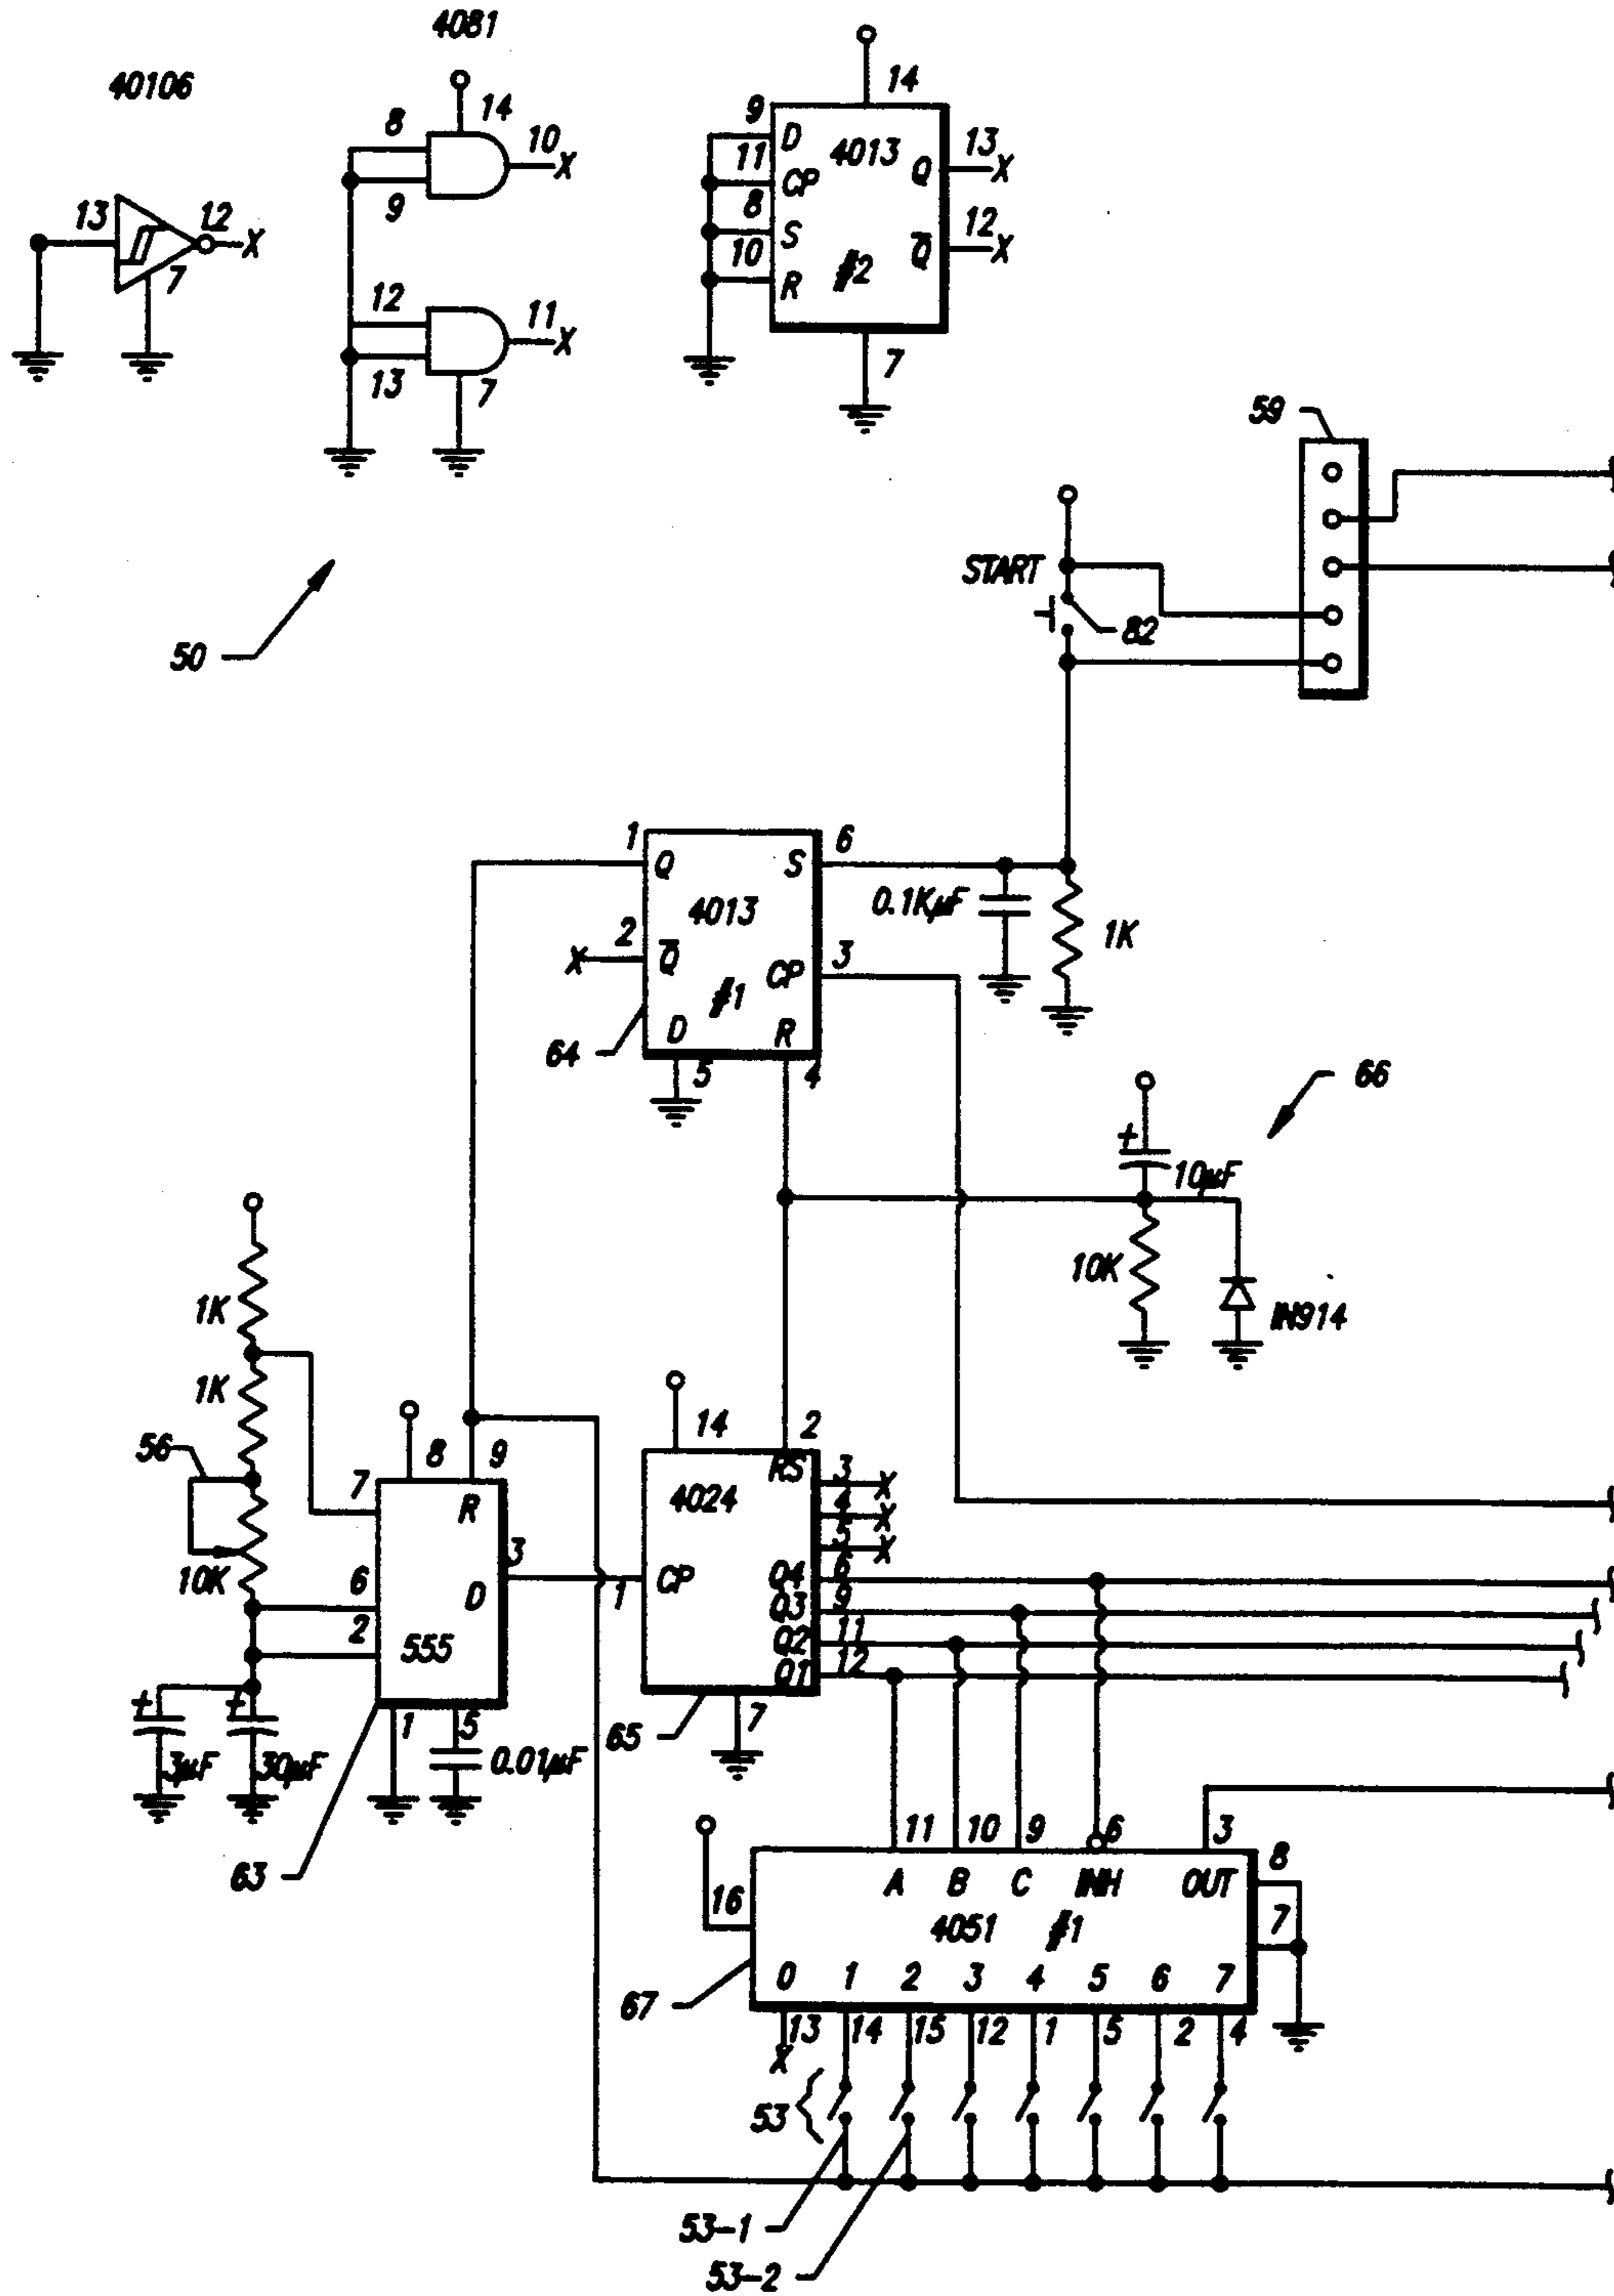 4081
40106
14
8
10
X
9
13
12
X
7
12
11
X
13
7
14
9
D
4013
13
11
Q
X
CP
8
12
S
Q̅
X
10
#2
R
7
59
START
82
50
1
6
Q
S
4013
0.1KµF
1K
2
3
X
Q̅
CP
#1
D
R
64
5
4
66
+
10µF
10K
IN914
1K
1K
56
10K
8
9
7
R
3
6
D
2
555
+
+
1
5
3µF
30µF
0.01µF
63
14
2
R̅S̅
3
X
4024
4
X
5
X
6
1
CP
Q4
9
Q3
11
Q2
12
Q1
7
65
11
10
9
6
3
8
16
A
B
C
INH
OUT
4051
#1
7
0
1
2
3
4
5
6
7
67
13
14
15
12
1
5
2
4
X
53
53-1
53-2